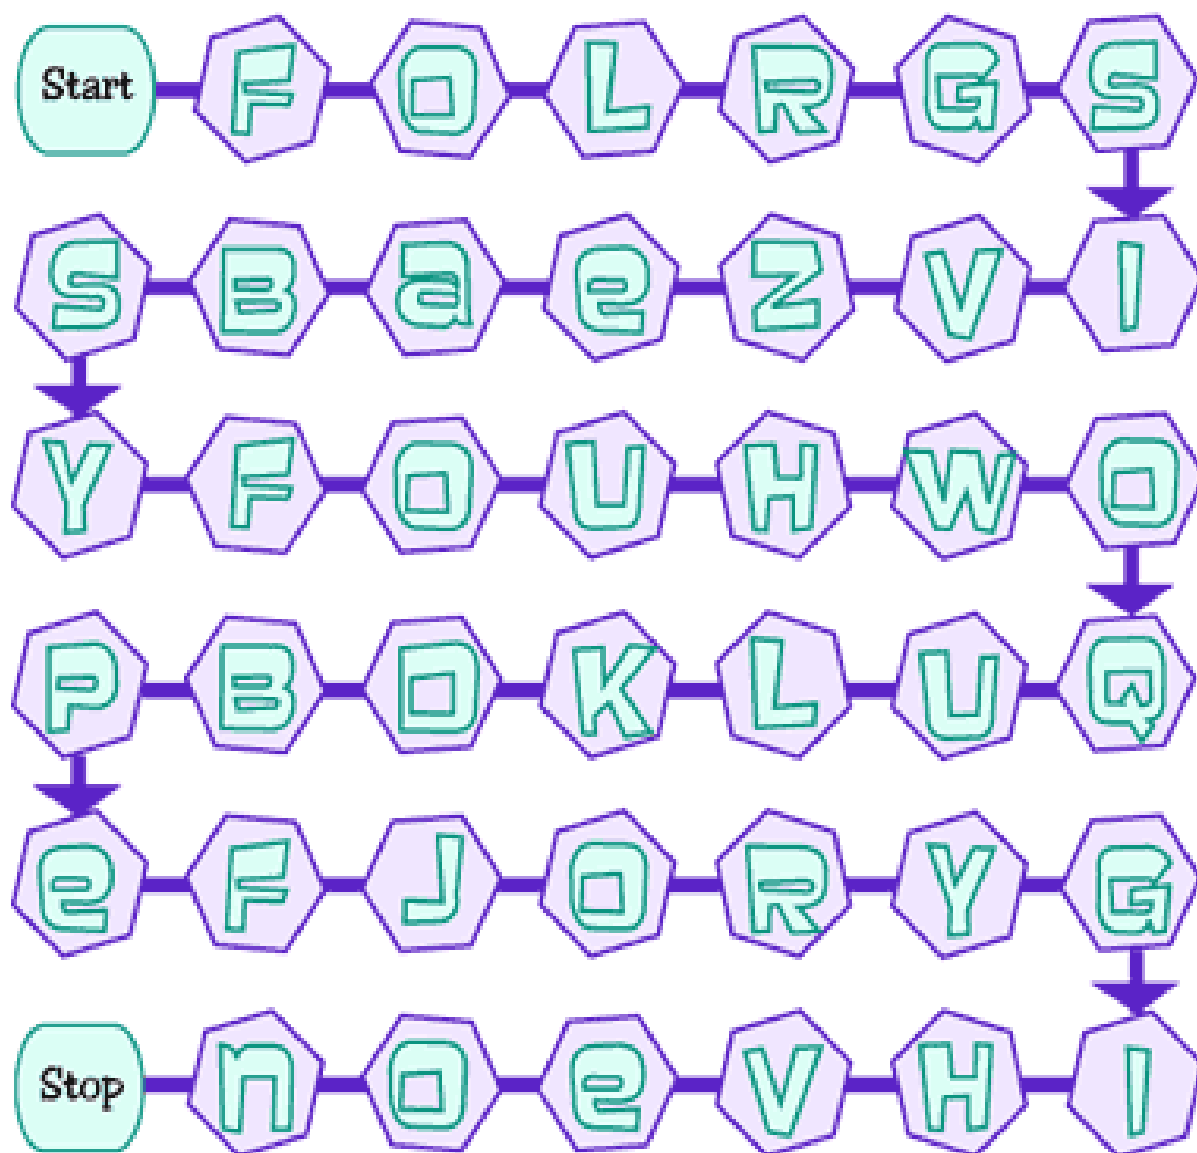 Start F O L R G S
S B a e Z V I
Y F O U H W O
P B D K L U Q
e F J O R Y G
Stop n O e V H I